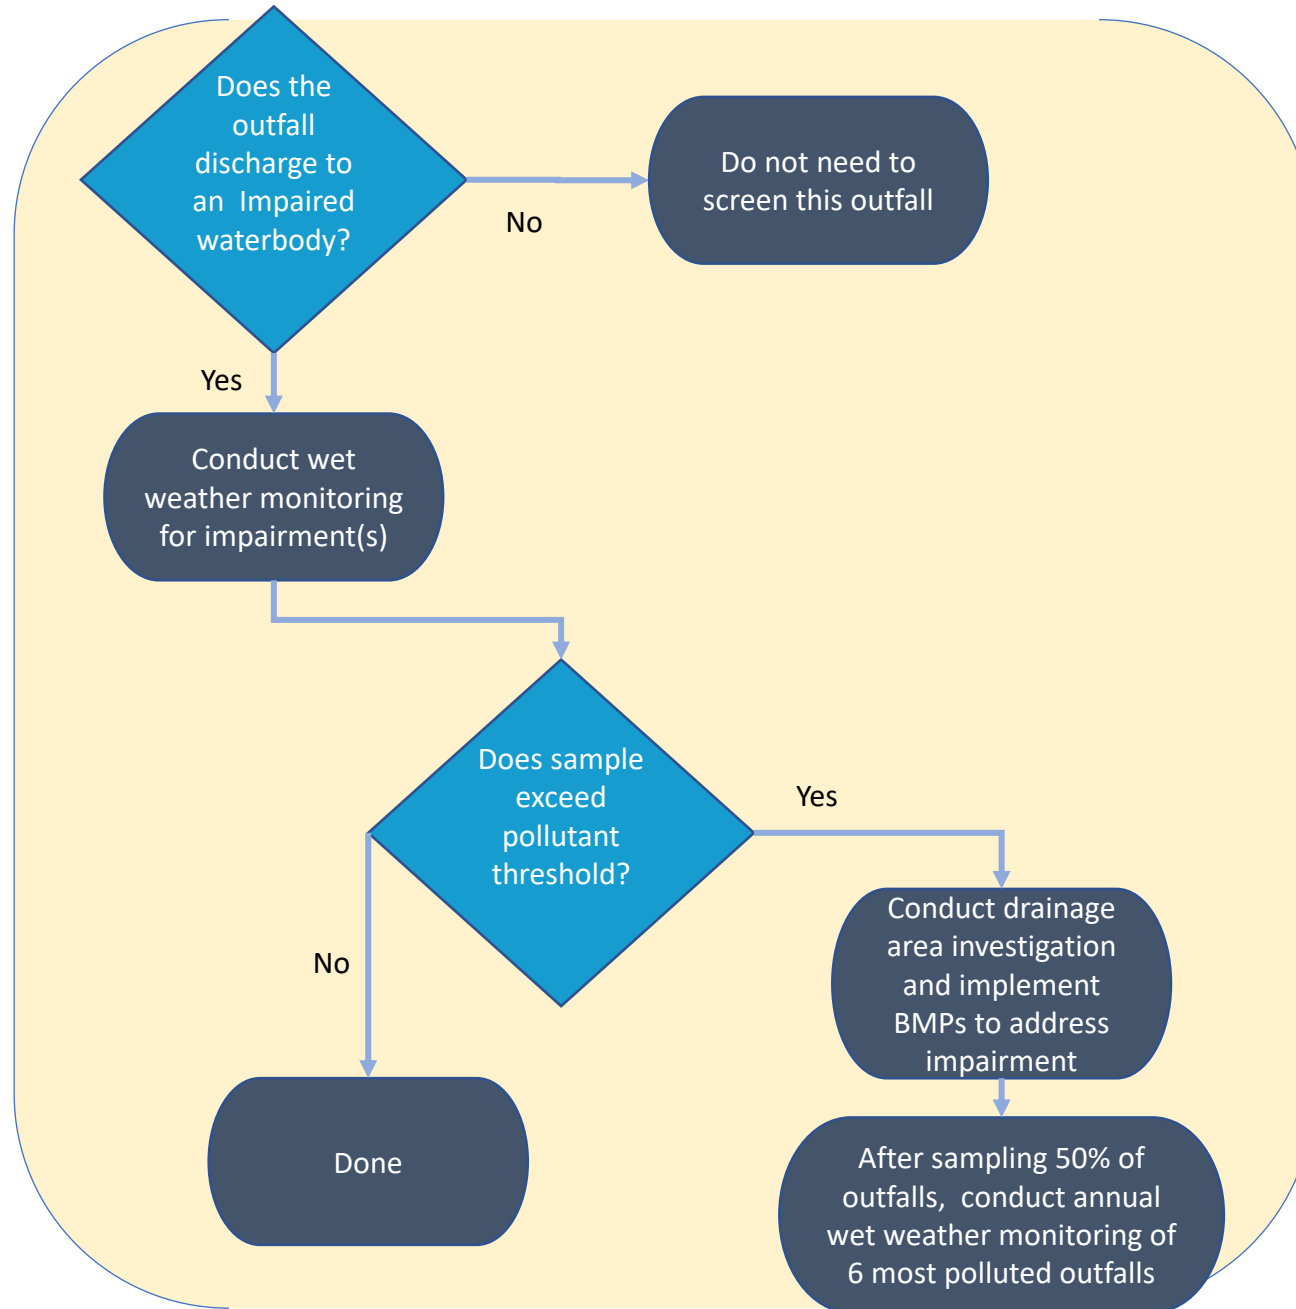 Does the
outfall
discharge to
an Impaired
waterbody?
No
Do not need to
screen this outfall
Yes
Conduct wet
weather monitoring
for impairment(s)
Does sample
exceed
pollutant
threshold?
Yes
No
Conduct drainage
area investigation
and implement
BMPs to address
impairment
Done
After sampling 50% of
outfalls, conduct annual
wet weather monitoring of
6 most polluted outfalls